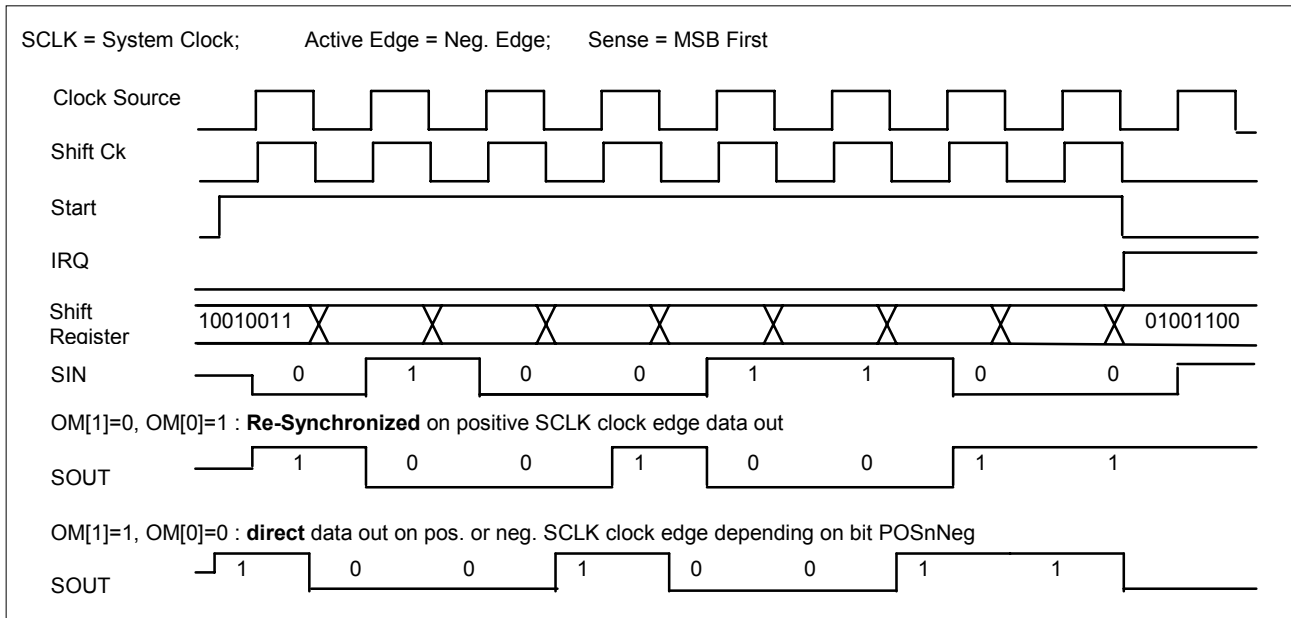 SCLK = System Clock; Active Edge = Neg. Edge; Sense = MSB First
Clock Source
Shift Ck
Start
IRQ
Shift
Register
10010011
01001100
SIN
0 1 0 0 1 1 0 0
OM[1]=0, OM[0]=1 : Re-Synchronized on positive SCLK clock edge data out
SOUT
1 0 0 1 0 0 1 1
OM[1]=1, OM[0]=0 : direct data out on pos. or neg. SCLK clock edge depending on bit POSnNeg
SOUT
1 0 0 1 0 0 1 1